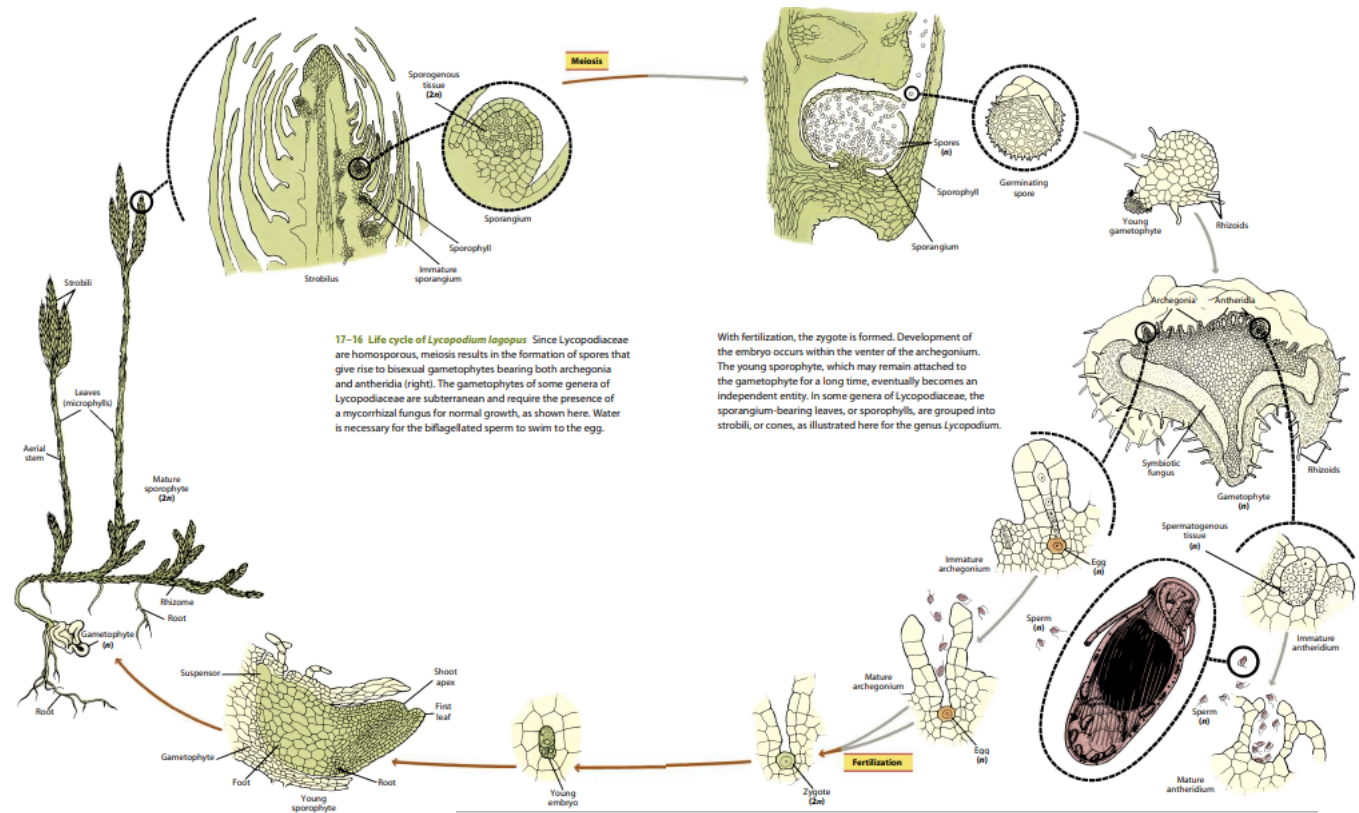 Meiosis
Sporogenous
tissue
(2n)
Sporangium
Sporophyll
Immature
sporangium
Strobilus
Spores
(n)
Sporophyll
Sporangium
Germinating
spore
Young
gametophyte
Rhizoids
Strobili
Leaves
(microphylls)
Aerial
stem
Mature
sporophyte
(2n)
Rhizome
Root
Gametophyte
(n)
Root
17–16 Life cycle of Lycopodium lagopus Since Lycopodiaceae
are homosporous, meiosis results in the formation of spores that
give rise to bisexual gametophytes bearing both archegonia
and antheridia (right). The gametophytes of some genera of
Lycopodiaceae are subterranean and require the presence of
a mycorrhizal fungus for normal growth, as shown here. Water
is necessary for the biflagellated sperm to swim to the egg.
With fertilization, the zygote is formed. Development of
the embryo occurs within the venter of the archegonium.
The young sporophyte, which may remain attached to
the gametophyte for a long time, eventually becomes an
independent entity. In some genera of Lycopodiaceae, the
sporangium-bearing leaves, or sporophylls, are grouped into
strobili, or cones, as illustrated here for the genus Lycopodium.
Archegonia
Antheridia
Symbiotic
fungus
Rhizoids
Gametophyte
(n)
Spermatogenous
tissue
(n)
Immature
archegonium
Egg
(n)
Sperm
(n)
Immature
antheridium
Mature
archegonium
Egg
(n)
Sperm
(n)
Mature
antheridium
Fertilization
Zygote
(2n)
Young
embryo
Suspensor
Shoot
apex
First
leaf
Gametophyte
Foot
Root
Young
sporophyte